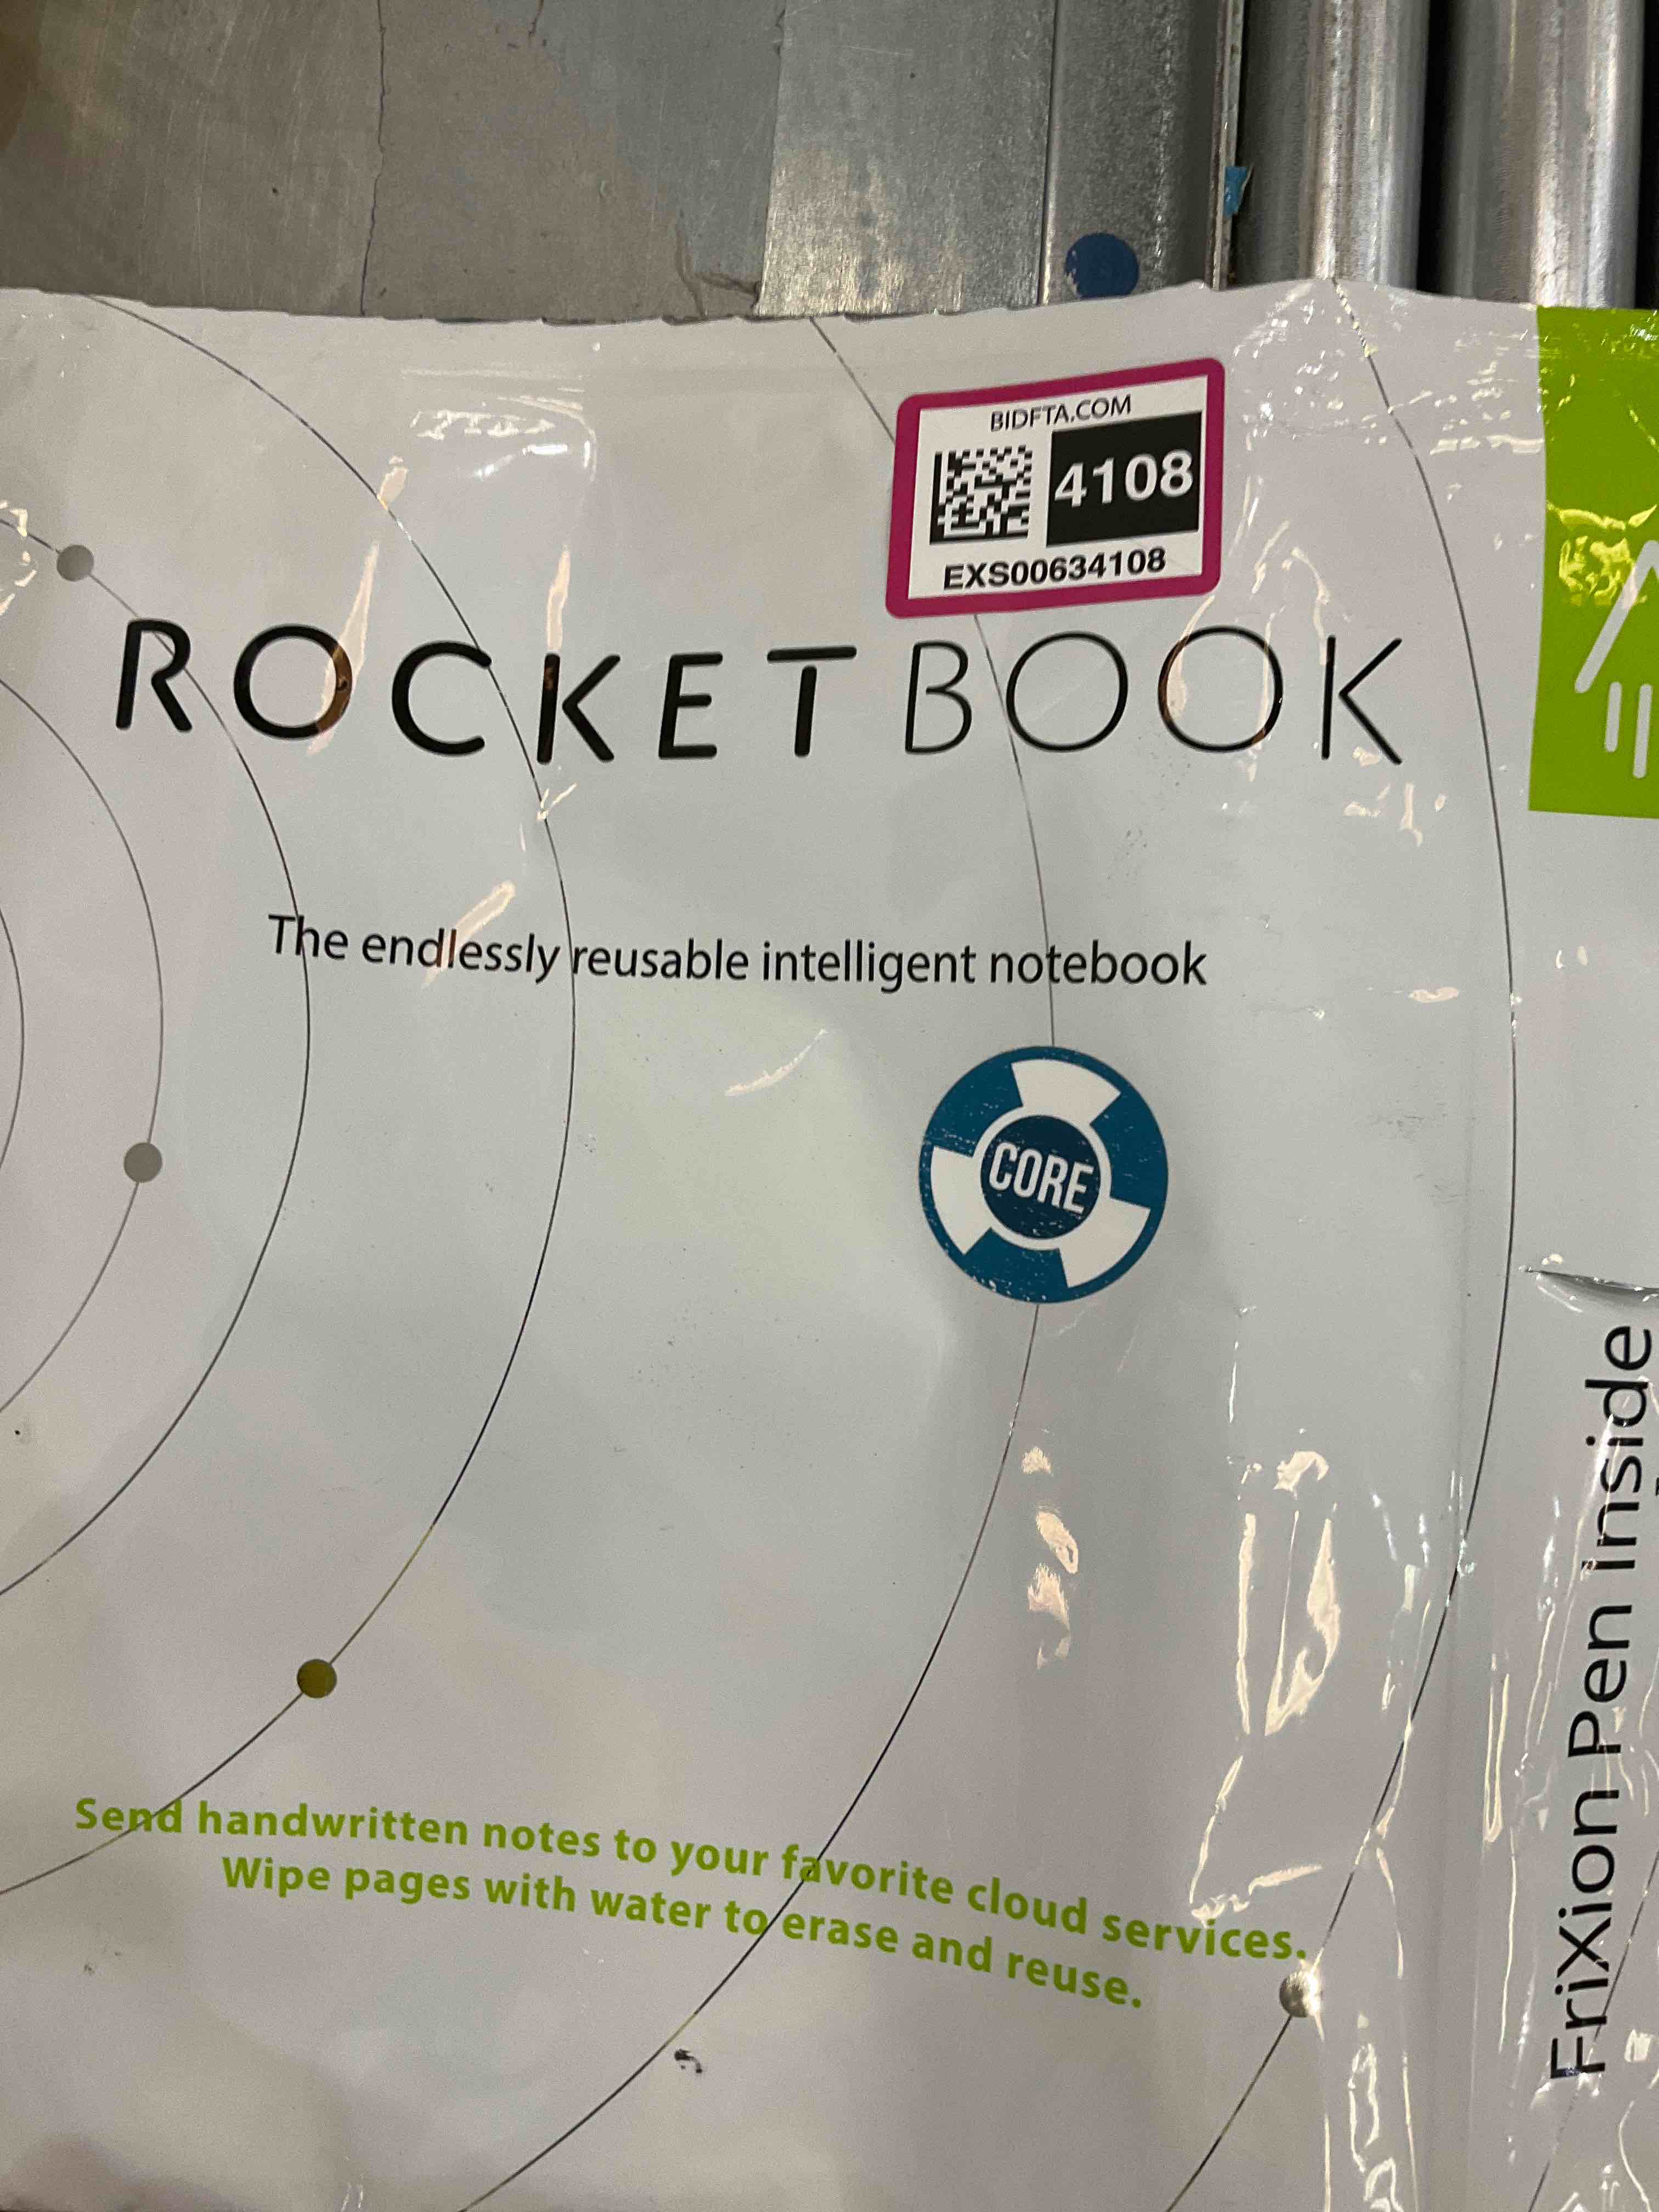 BIDFTA.COM
4108
EXS00634108
ROCKETBOOK
The endlessly reusable intelligent notebook
CORE
Send handwritten notes to your favorite cloud services.
Wipe pages with water to erase and reuse.
FriXion Pen inside